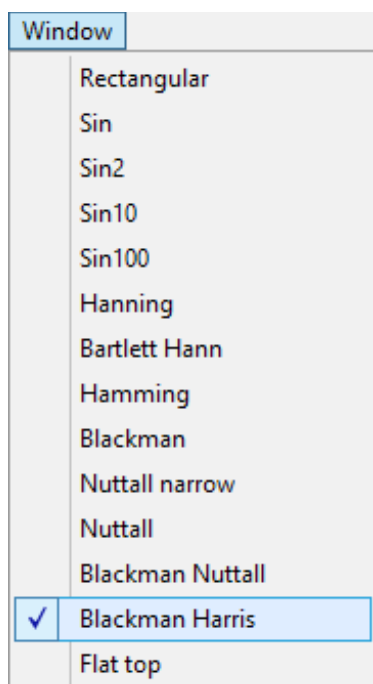 Window
Rectangular
Sin
Sin2
Sin10
Sin100
Hanning
Bartlett Hann
Hamming
Blackman
Nuttall narrow
Nuttall
Blackman Nuttall
Blackman Harris
Flat top